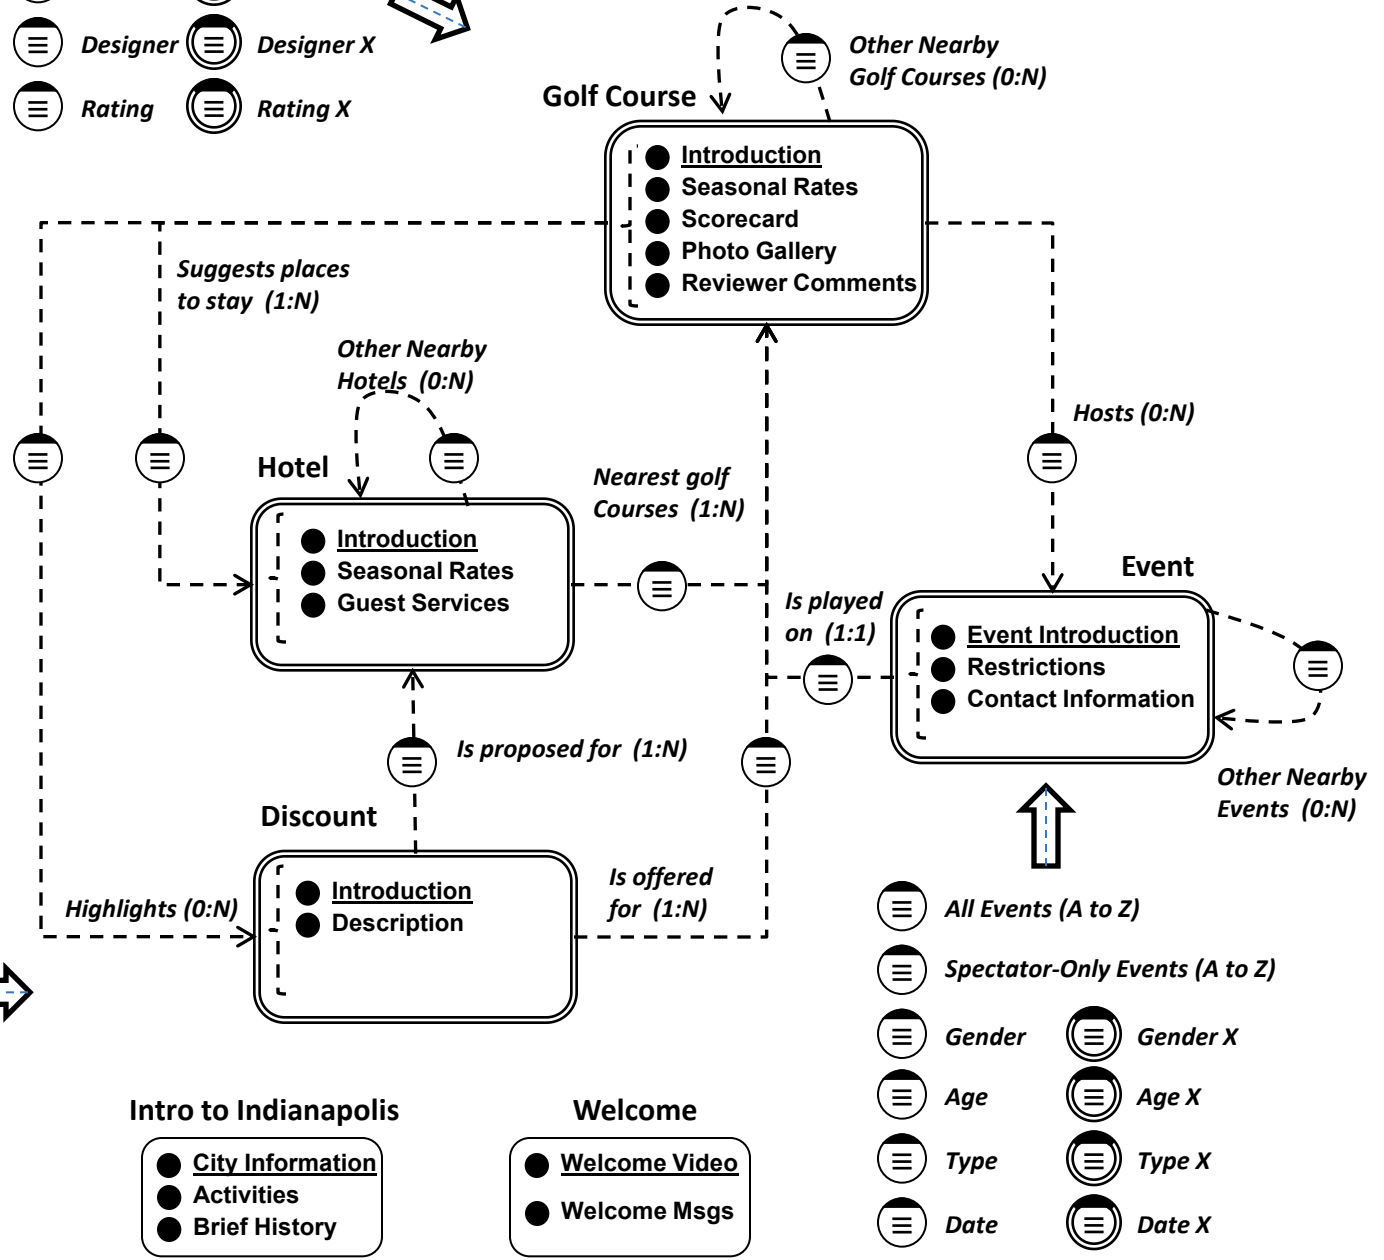 Designer
Designer X
Rating
Rating X
Other Nearby
Golf Courses (0:N)
Golf Course
Introduction
Seasonal Rates
Scorecard
Photo Gallery
Reviewer Comments
Suggests places
to stay (1:N)
Other Nearby
Hotels (0:N)
Hosts (0:N)
Hotel
Introduction
Seasonal Rates
Guest Services
Nearest golf
Courses (1:N)
Is played
on (1:1)
Event
Event Introduction
Restrictions
Contact Information
Other Nearby
Events (0:N)
Is proposed for (1:N)
Discount
Introduction
Description
Highlights (0:N)
Is offered
for (1:N)
All Events (A to Z)
Spectator-Only Events (A to Z)
Gender
Gender X
Age
Age X
Type
Type X
Date
Date X
Intro to Indianapolis
City Information
Activities
Brief History
Welcome
Welcome Video
Welcome Msgs